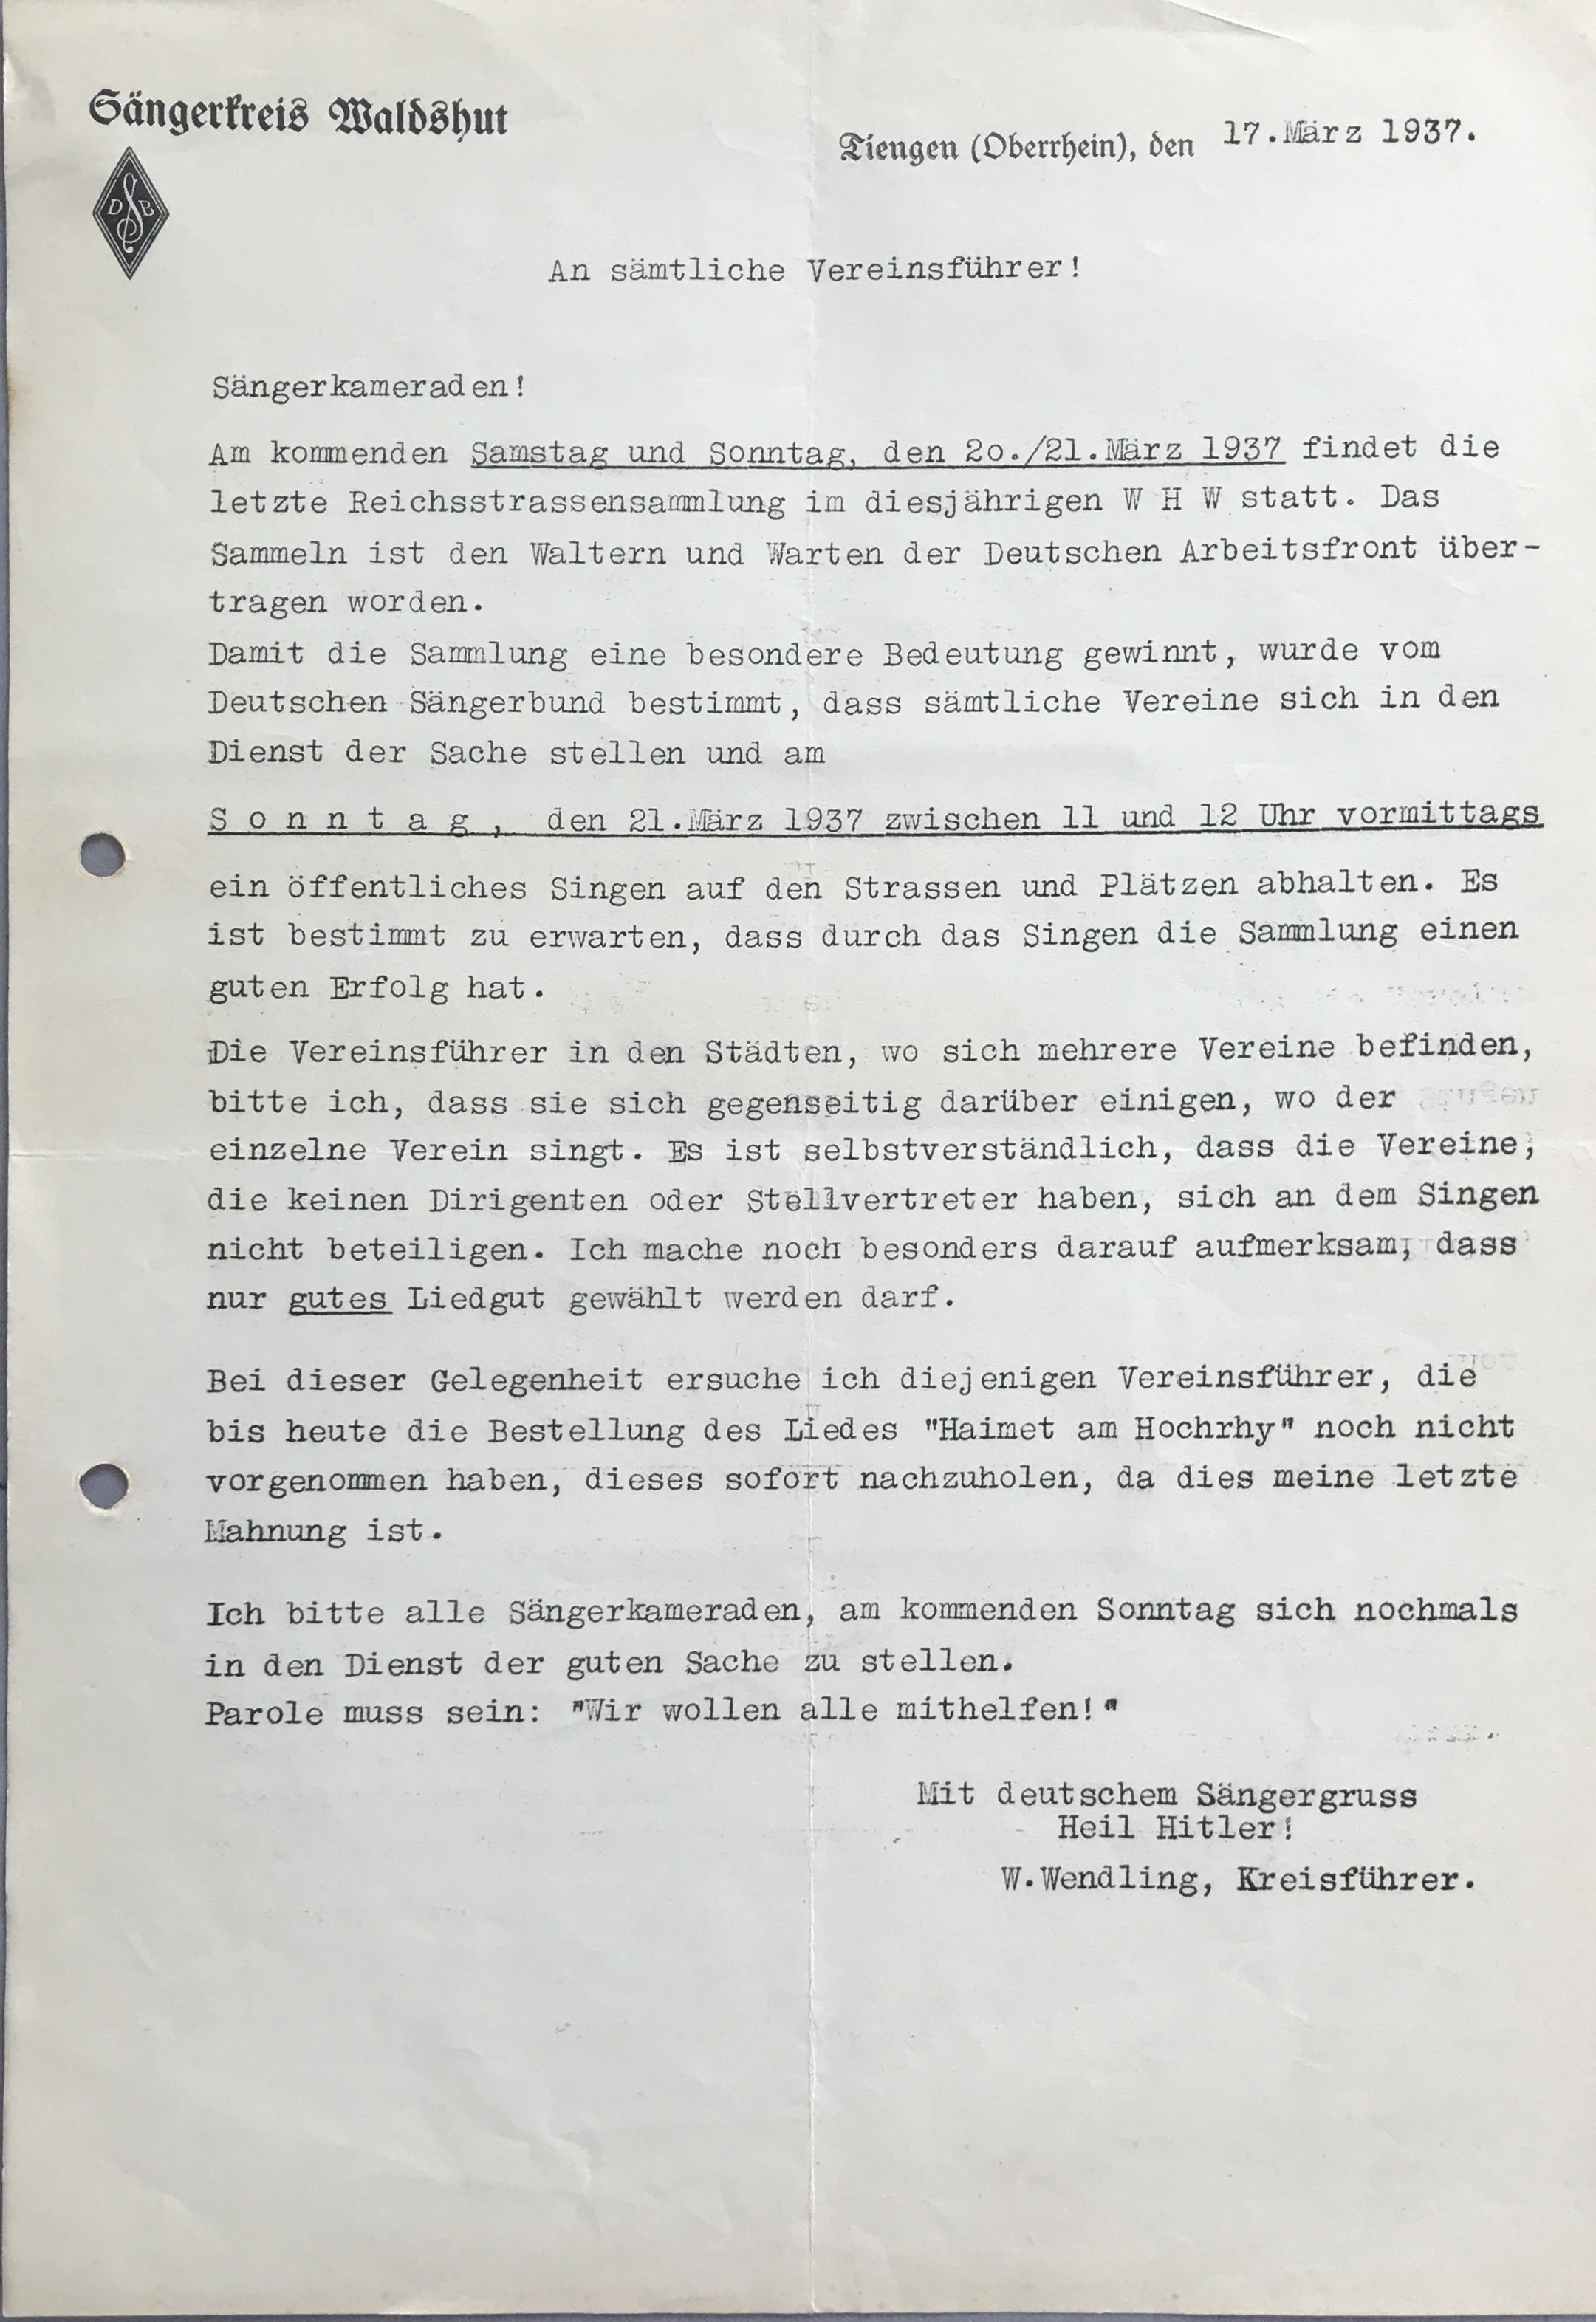 Sängerkreis Waldshut
Tiengen (Oberrhein), den 17.März 1937.
D S B
An sämtliche Vereinsführer!
Sängerkameraden!
Am kommenden Samstag und Sonntag, den 2o./21.März 1937 findet die
letzte Reichsstrassensammlung im diesjährigen W H W statt. Das
Sammeln ist den Waltern und Warten der Deutschen Arbeitsfront über-
tragen worden.
Damit die Sammlung eine besondere Bedeutung gewinnt, wurde vom
Deutschen Sängerbund bestimmt, dass sämtliche Vereine sich in den
Dienst der Sache stellen und am
S o n n t a g , den 21.März 1937 zwischen 11 und 12 Uhr vormittags
ein öffentliches Singen auf den Strassen und Plätzen abhalten. Es
ist bestimmt zu erwarten, dass durch das Singen die Sammlung einen
guten Erfolg hat.
Die Vereinsführer in den Städten, wo sich mehrere Vereine befinden,
bitte ich, dass sie sich gegenseitig darüber einigen, wo der
einzelne Verein singt. Es ist selbstverständlich, dass die Vereine,
die keinen Dirigenten oder Stellvertreter haben, sich an dem Singen
nicht beteiligen. Ich mache noch besonders darauf aufmerksam, dass
nur gutes Liedgut gewählt werden darf.
Bei dieser Gelegenheit ersuche ich diejenigen Vereinsführer, die
bis heute die Bestellung des Liedes "Haimet am Hochrhy" noch nicht
vorgenommen haben, dieses sofort nachzuholen, da dies meine letzte
Mahnung ist.
Ich bitte alle Sängerkameraden, am kommenden Sonntag sich nochmals
in den Dienst der guten Sache zu stellen.
Parole muss sein: "Wir wollen alle mithelfen!"
Mit deutschem Sängergruss
Heil Hitler!
W.Wendling, Kreisführer.